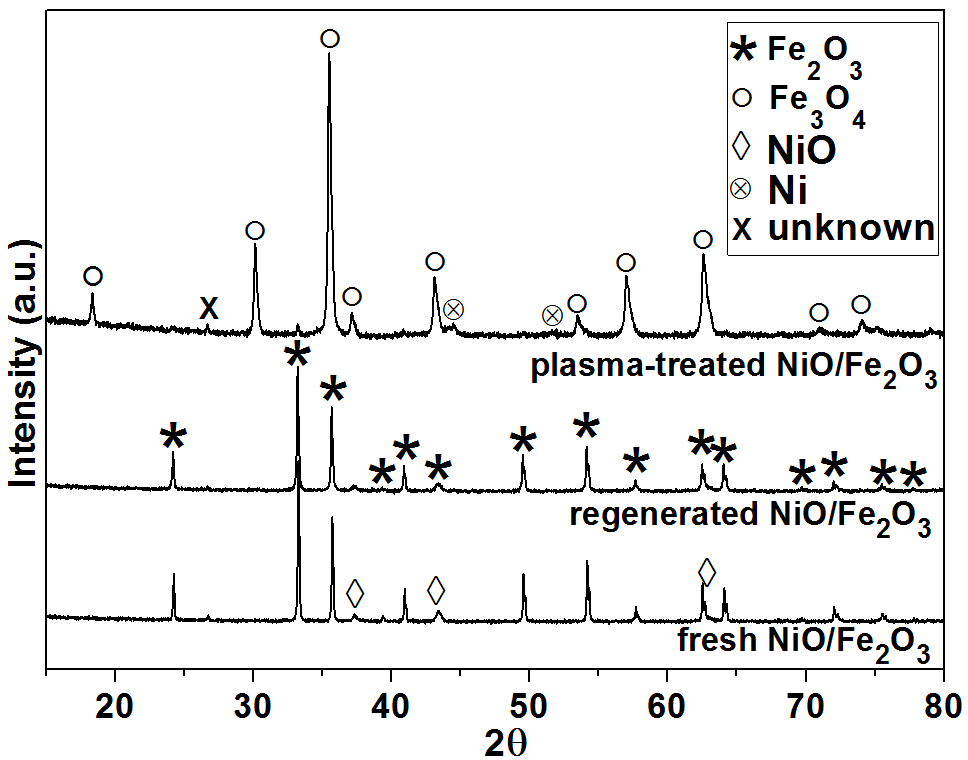 * Fe2O3
○ Fe3O4
◊ NiO
⊗ Ni
x unknown
X
plasma-treated NiO/Fe2O3
regenerated NiO/Fe2O3
fresh NiO/Fe2O3
Intensity (a.u.)
20 30 40 50 60 70 80
2θ